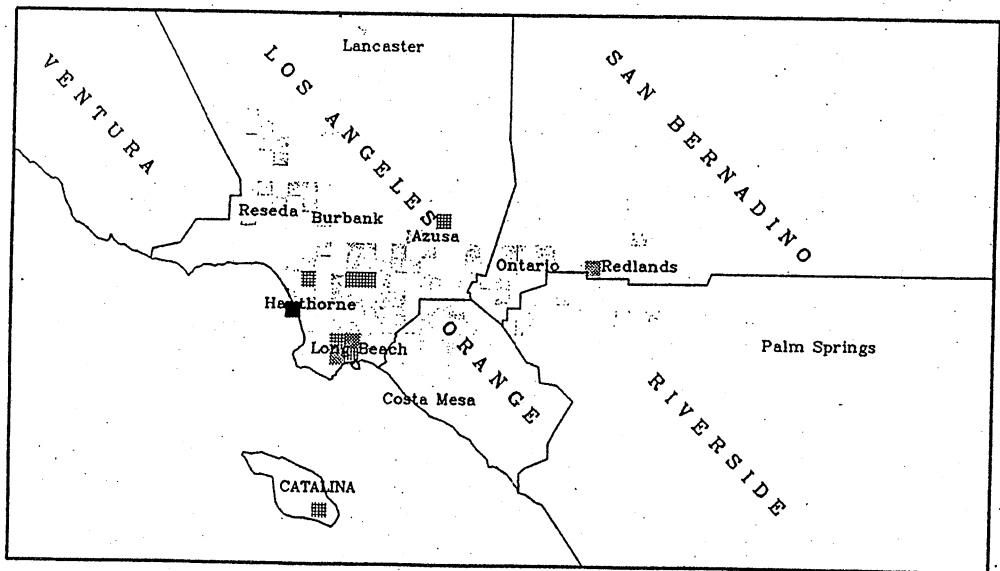 Lancaster
VENTURA
LOS ANGELES
SAN BERNADINO
Reseda
Burbank
Azusa
Ontario
Redlands
Hawthorne
Long Beach
ORANGE
Palm Springs
Costa Mesa
RIVERSIDE
CATALINA